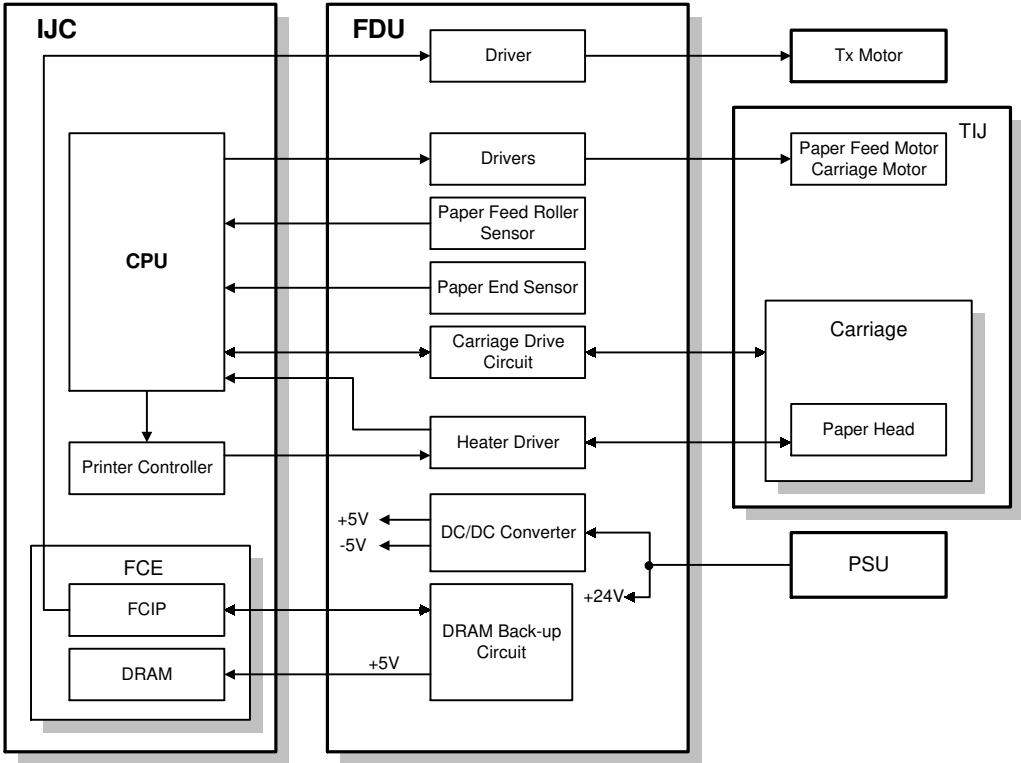 IJC
FDU
Driver
Tx Motor
TIJ
Drivers
Paper Feed Motor
Carriage Motor
Paper Feed Roller
Sensor
CPU
Paper End Sensor
Carriage Drive
Circuit
Carriage
Heater Driver
Paper Head
Printer Controller
+5V
-5V
DC/DC Converter
PSU
+24V
FCE
FCIP
DRAM Back-up
Circuit
DRAM
+5V